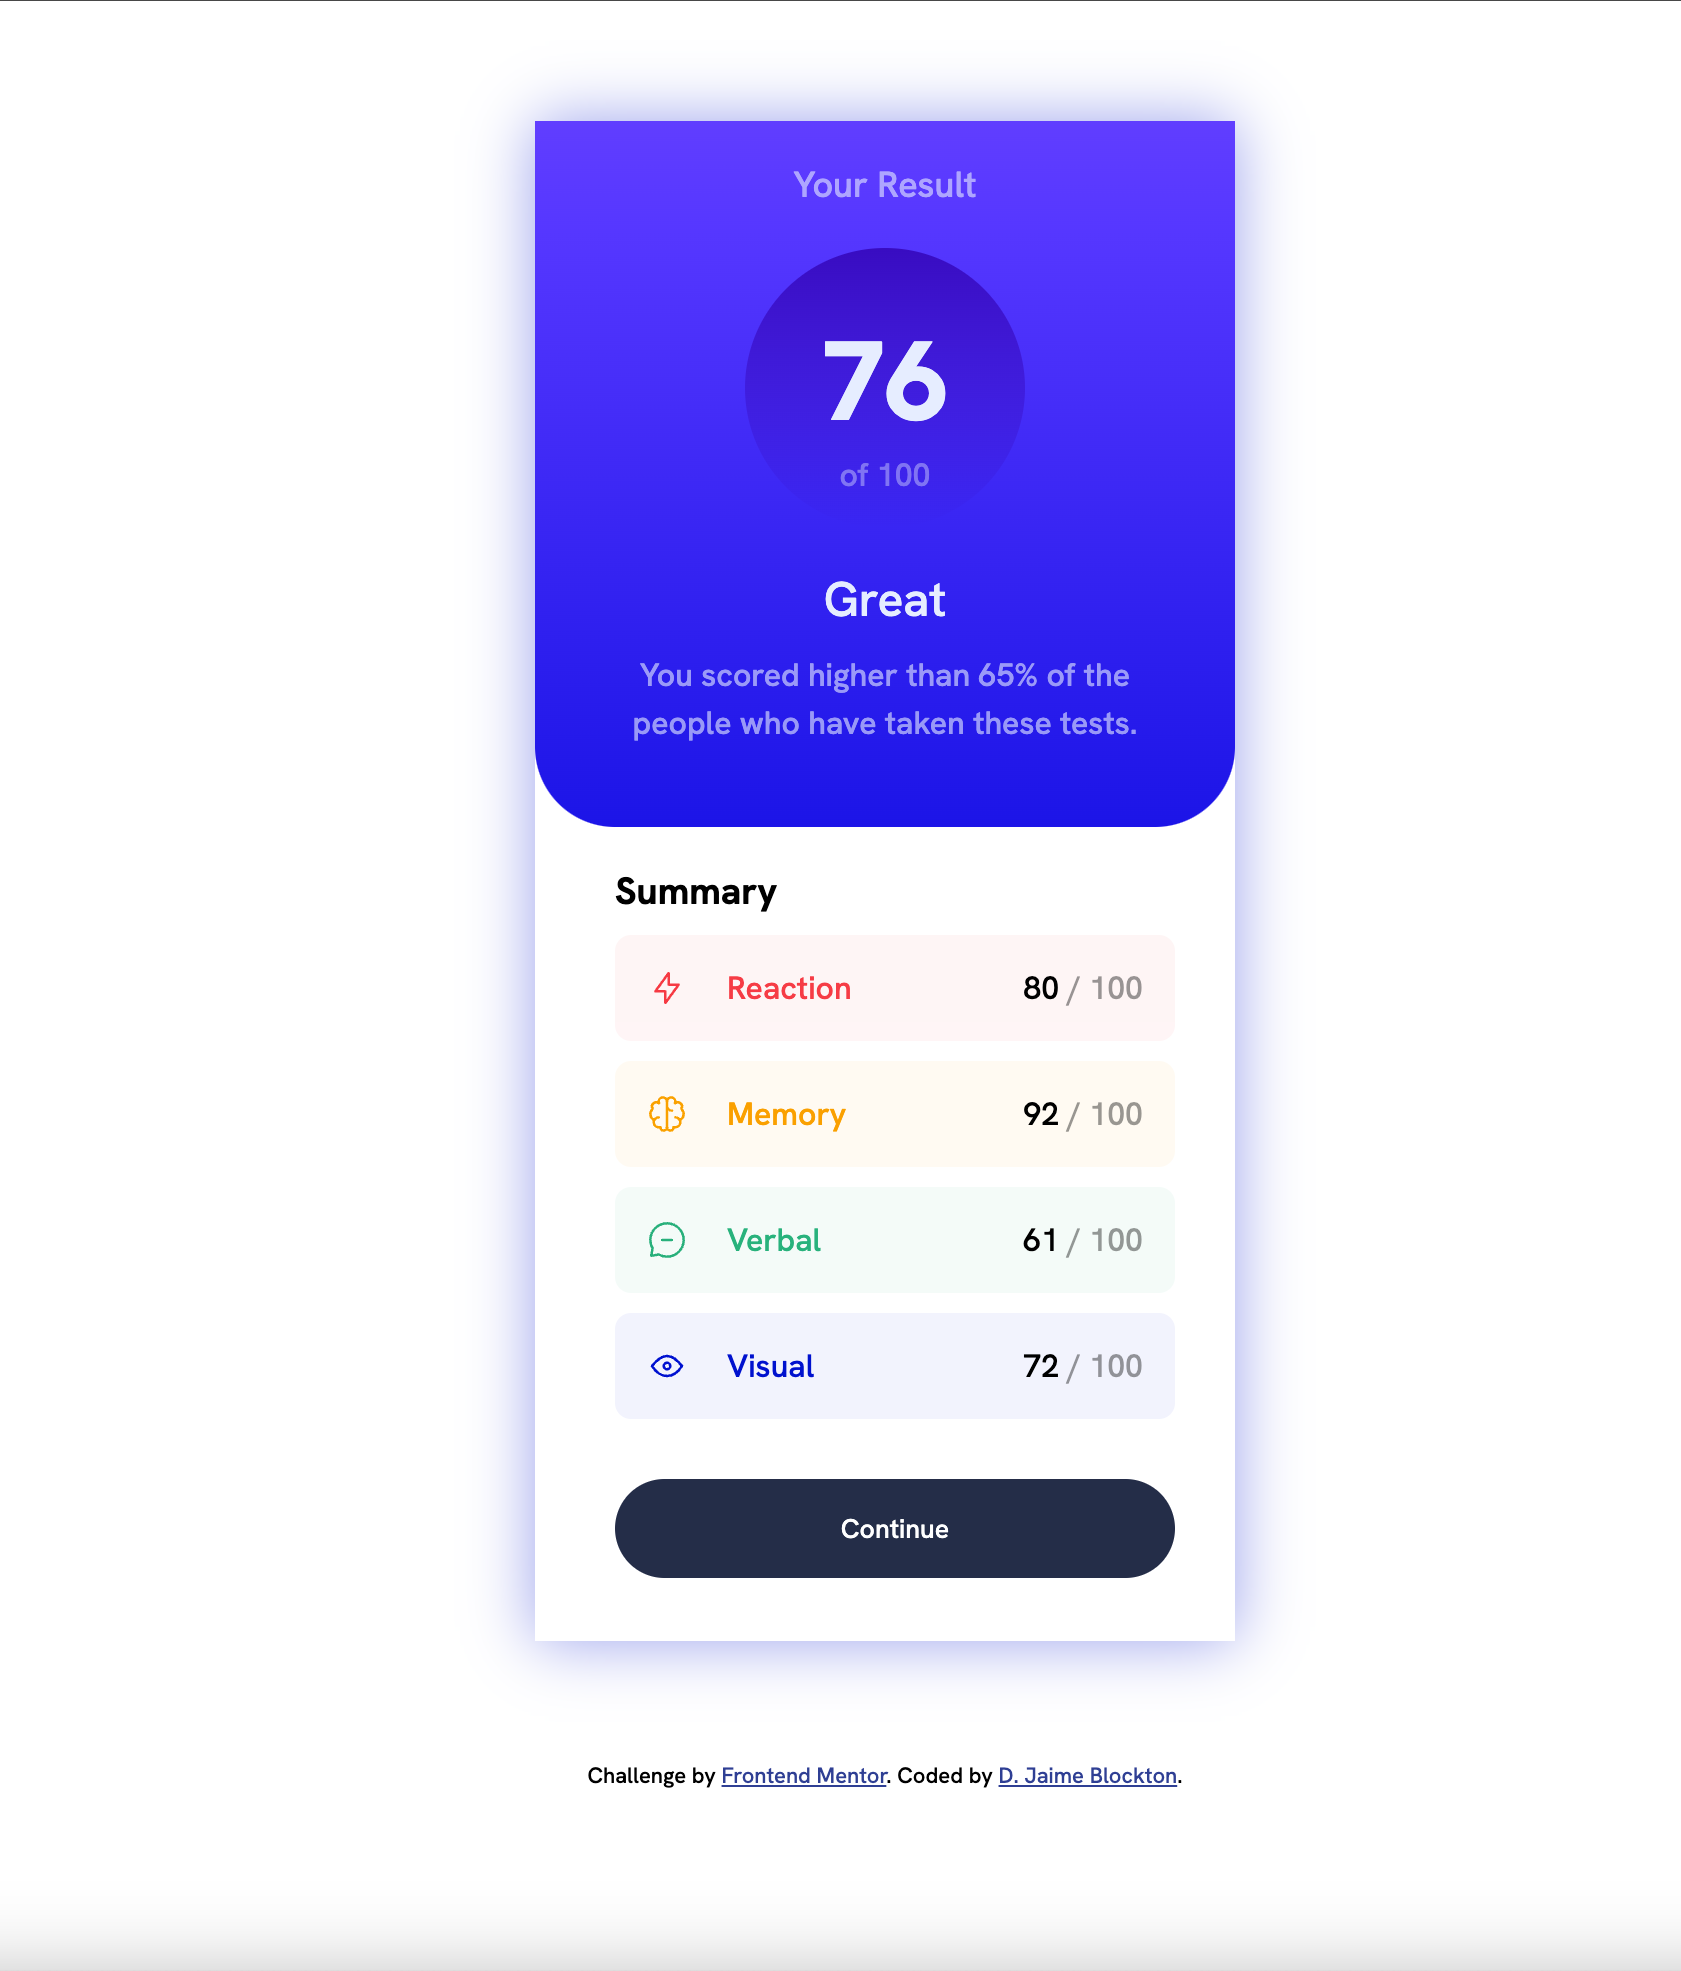 Your Result
76
of 100
Great
You scored higher than 65% of the
people who have taken these tests.
Summary
Reaction 80 / 100
Memory 92 / 100
Verbal 61 / 100
Visual 72 / 100
Continue
Challenge by Frontend Mentor. Coded by D. Jaime Blockton.